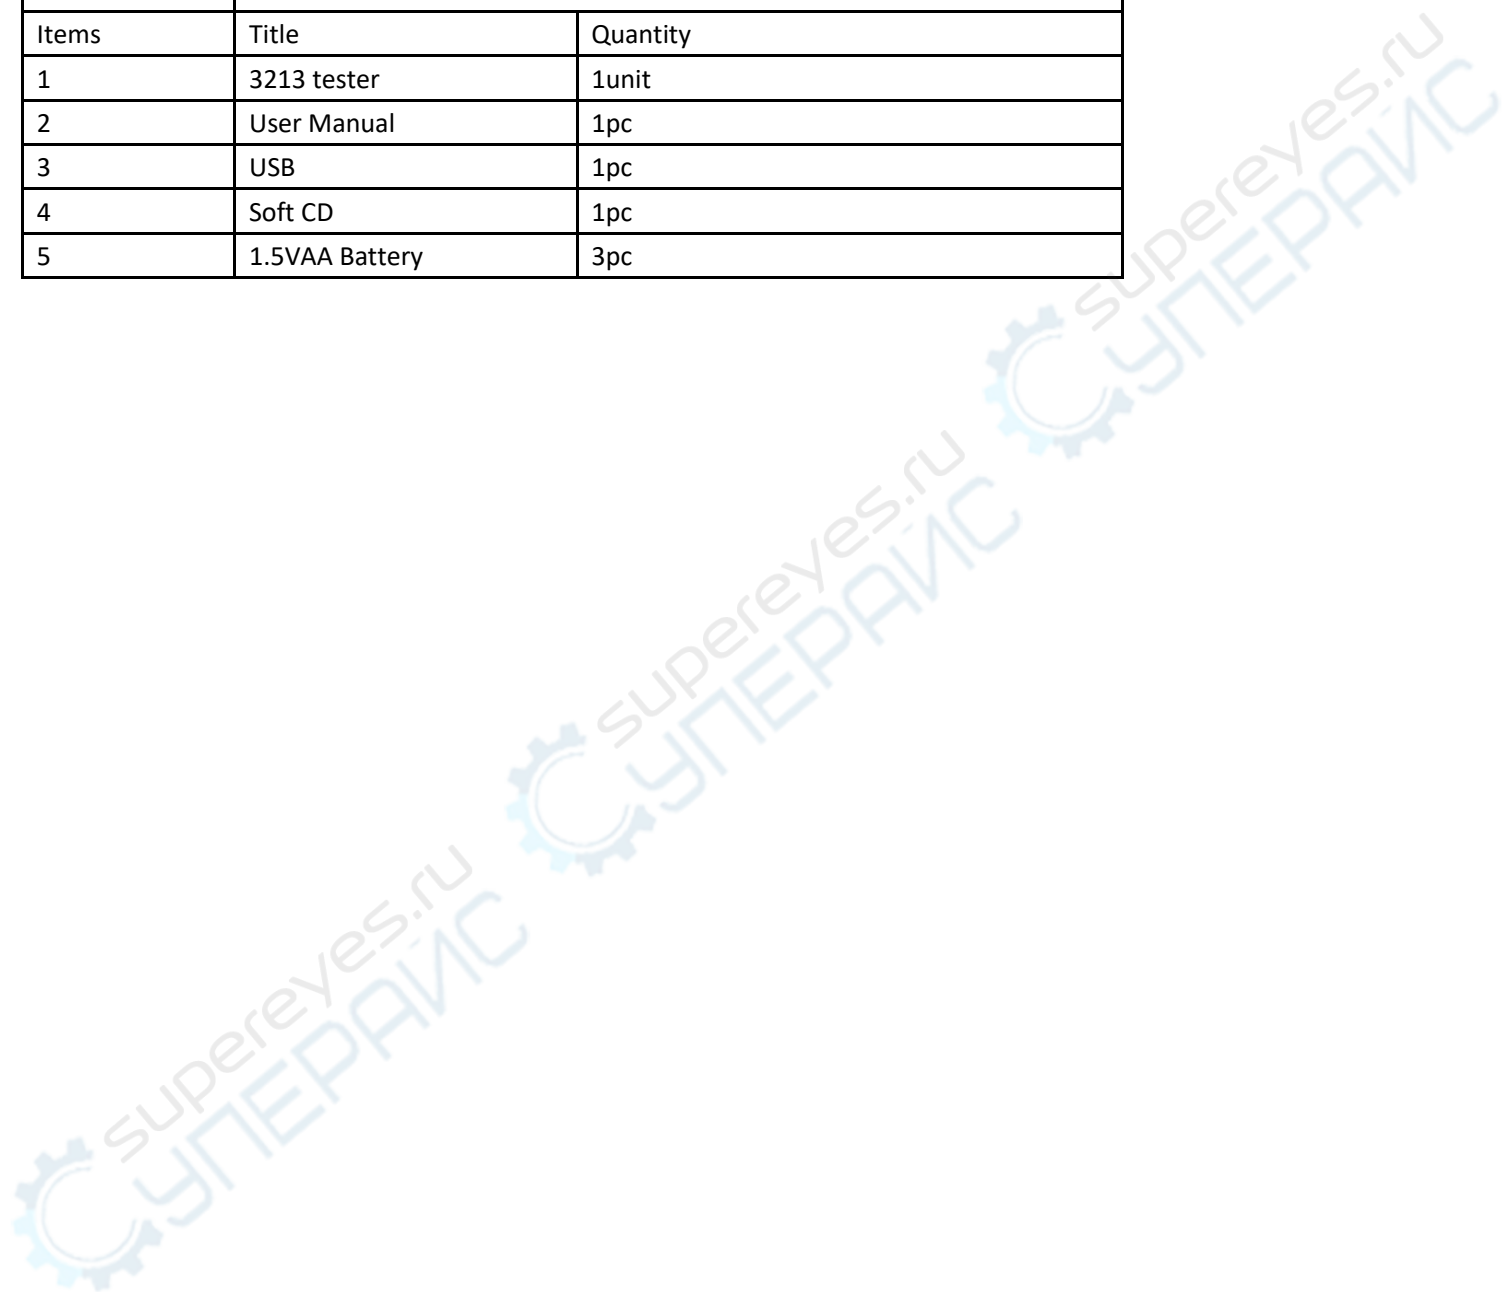 Items Title Quantity
1 3213 tester 1unit
2 User Manual 1pc
3 USB 1pc
4 Soft CD 1pc
5 1.5VAA Battery 3pc
supereyes.ru
СУПЕРАЙС
supereyes.ru
СУПЕРАЙС
supereyes.ru
СУПЕРАЙС